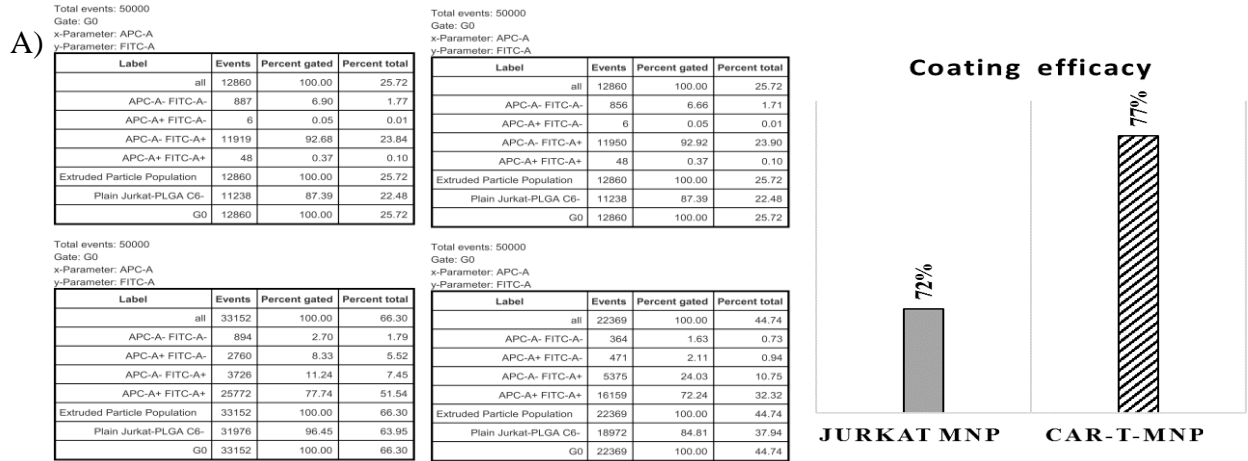 A)
Total events: 50000
Gate: G0
x-Parameter: APC-A
y-Parameter: FITC-A
Label Events Percent gated Percent total
all 12860 100.00 25.72
APC-A- FITC-A- 887 6.90 1.77
APC-A+ FITC-A- 6 0.05 0.01
APC-A- FITC-A+ 11919 92.68 23.84
APC-A+ FITC-A+ 48 0.37 0.10
Extruded Particle Population 12860 100.00 25.72
Plain Jurkat-PLGA C6- 11238 87.39 22.48
G0 12860 100.00 25.72
Total events: 50000
Gate: G0
x-Parameter: APC-A
y-Parameter: FITC-A
Label Events Percent gated Percent total
all 12860 100.00 25.72
APC-A- FITC-A- 856 6.66 1.71
APC-A+ FITC-A- 6 0.05 0.01
APC-A- FITC-A+ 11950 92.92 23.90
APC-A+ FITC-A+ 48 0.37 0.10
Extruded Particle Population 12860 100.00 25.72
Plain Jurkat-PLGA C6- 11238 87.39 22.48
G0 12860 100.00 25.72
Total events: 50000
Gate: G0
x-Parameter: APC-A
y-Parameter: FITC-A
Label Events Percent gated Percent total
all 33152 100.00 66.30
APC-A- FITC-A- 894 2.70 1.79
APC-A+ FITC-A- 2760 8.33 5.52
APC-A- FITC-A+ 3726 11.24 7.45
APC-A+ FITC-A+ 25772 77.74 51.54
Extruded Particle Population 33152 100.00 66.30
Plain Jurkat-PLGA C6- 31976 96.45 63.95
G0 33152 100.00 66.30
Total events: 50000
Gate: G0
x-Parameter: APC-A
y-Parameter: FITC-A
Label Events Percent gated Percent total
all 22369 100.00 44.74
APC-A- FITC-A- 364 1.63 0.73
APC-A+ FITC-A- 471 2.11 0.94
APC-A- FITC-A+ 5375 24.03 10.75
APC-A+ FITC-A+ 16159 72.24 32.32
Extruded Particle Population 22369 100.00 44.74
Plain Jurkat-PLGA C6- 18972 84.81 37.94
G0 22369 100.00 44.74
Coating efficacy
72%
77%
JURKAT MNP
CAR-T-MNP